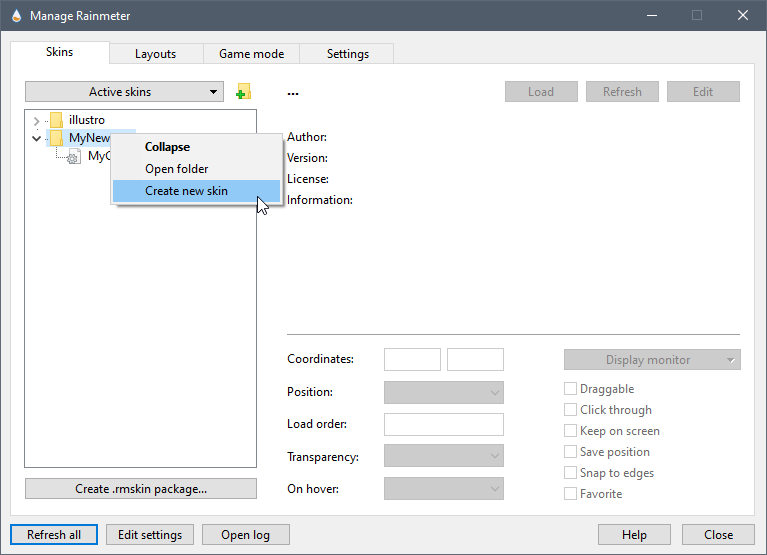 Manage Rainmeter
Skins Layouts Game mode Settings
Active skins
... Load Refresh Edit
illustro
MyNew
MyC
Collapse
Open folder
Create new skin
Author:
Version:
License:
Information:
Coordinates: Display monitor
Position: Draggable
Click through
Load order: Keep on screen
Save position
Transparency: Snap to edges
On hover: Favorite
Create .rmskin package...
Refresh all Edit settings Open log Help Close